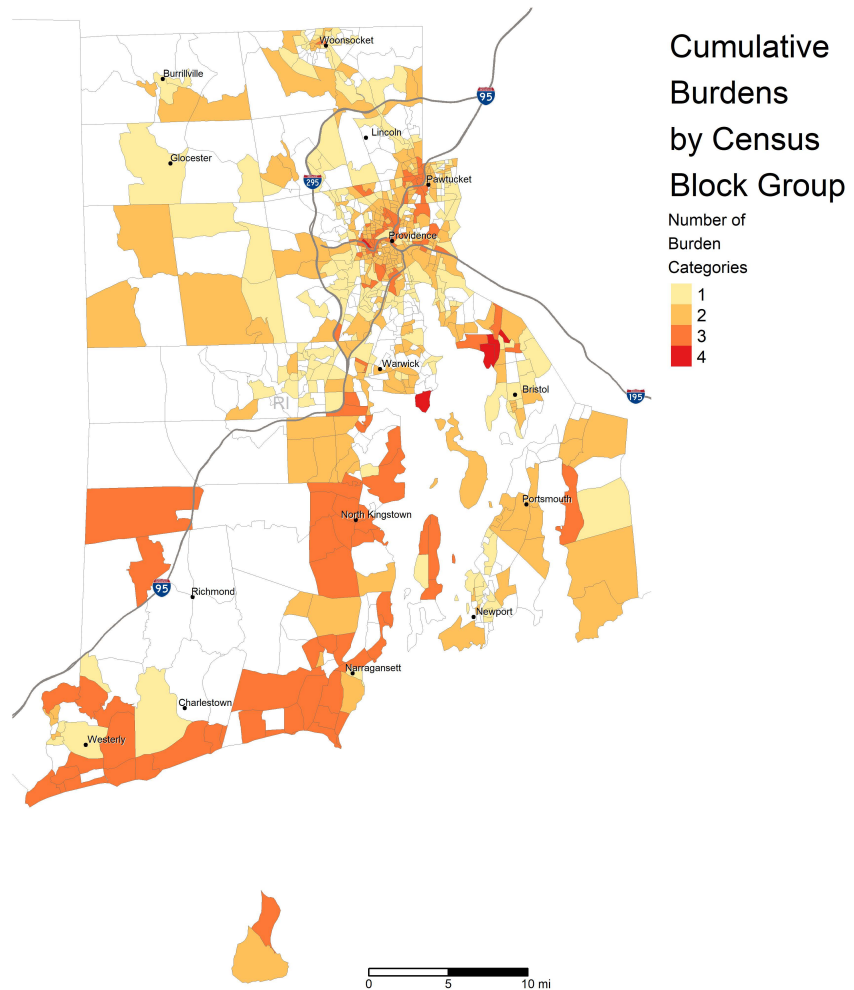 Cumulative
Burdens
by Census
Block Group
Number of
Burden
Categories
1
2
3
4
Woonsocket
Burrillville
95
Lincoln
Glocester
295
Pawtucket
Providence
Warwick
Bristol
195
RI
Portsmouth
North Kingstown
95
Richmond
Newport
Narragansett
Charlestown
Westerly
0 5 10 mi